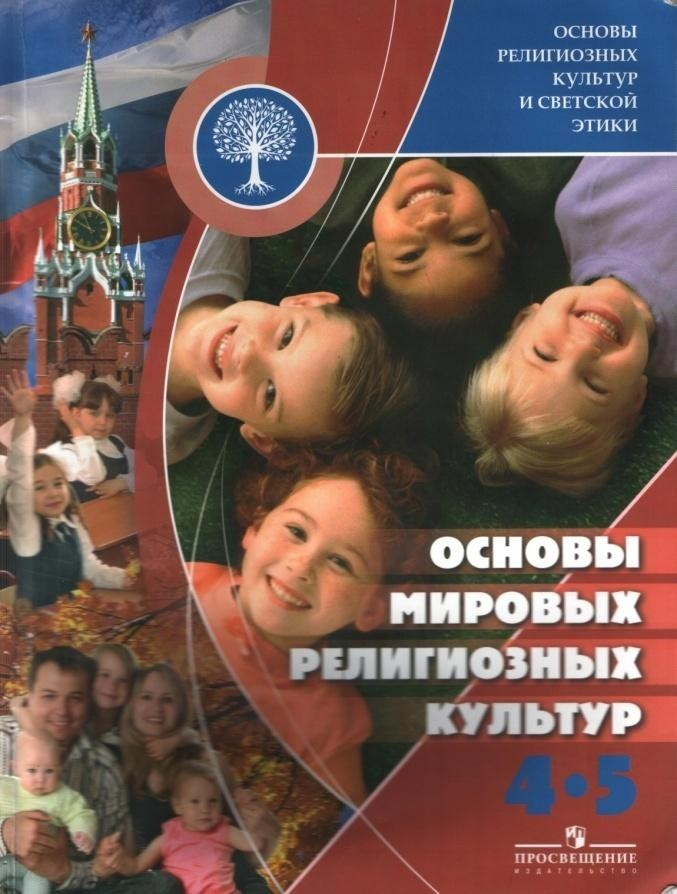 ОСНОВЫ
РЕЛИГИОЗНЫХ
КУЛЬТУР
И СВЕТСКОЙ
ЭТИКИ
ОСНОВЫ
МИРОВЫХ
РЕЛИГИОЗНЫХ
КУЛЬТУР
4•5
ПРОСВЕЩЕНИЕ
ИЗДАТЕЛЬСТВО